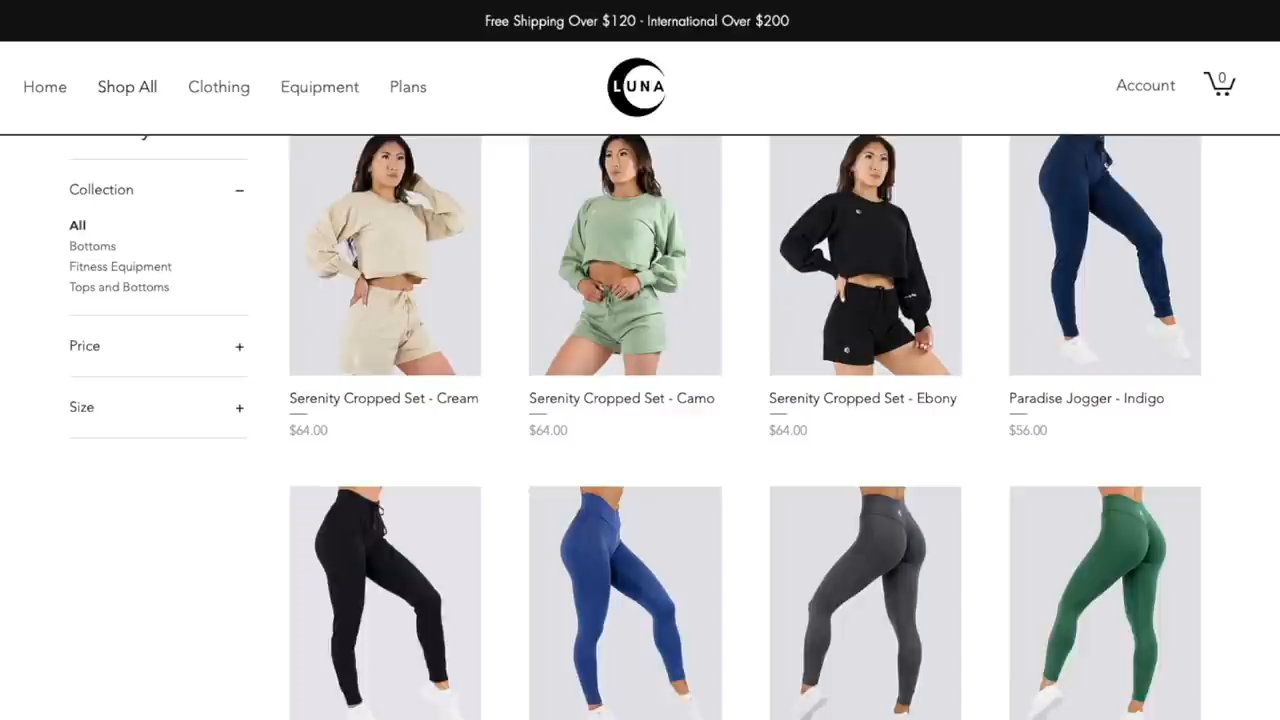 Free Shipping Over $120 - International Over $200
Home
Shop All
Clothing
Equipment
Plans
LUNA
Account
0
Collection
−
All
Bottoms
Fitness Equipment
Tops and Bottoms
Price
+
Size
+
Serenity Cropped Set - Cream
$64.00
Serenity Cropped Set - Camo
$64.00
Serenity Cropped Set - Ebony
$64.00
Paradise Jogger - Indigo
$56.00